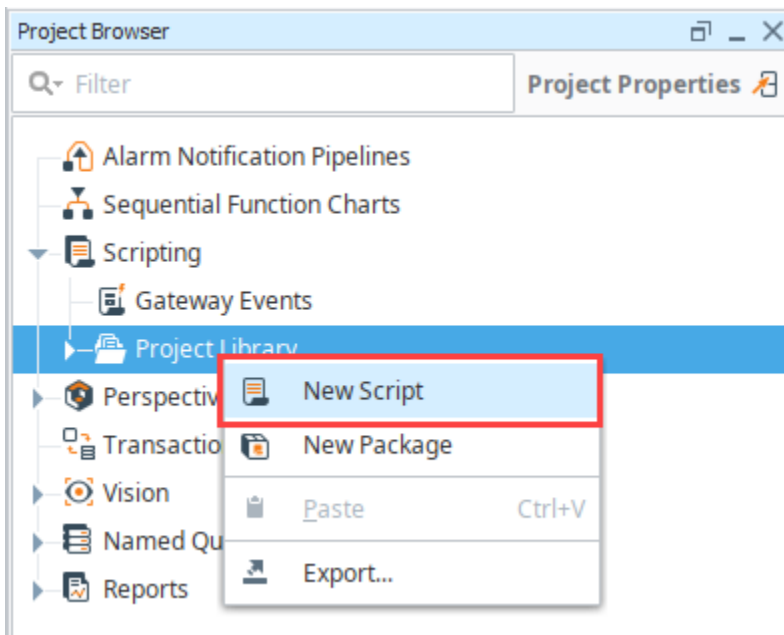 Project Browser
Filter
Project Properties
Alarm Notification Pipelines
Sequential Function Charts
Scripting
Gateway Events
Project Library
New Script
Perspectiv
New Package
Transactio
Vision
Paste Ctrl+V
Named Qu
Export...
Reports